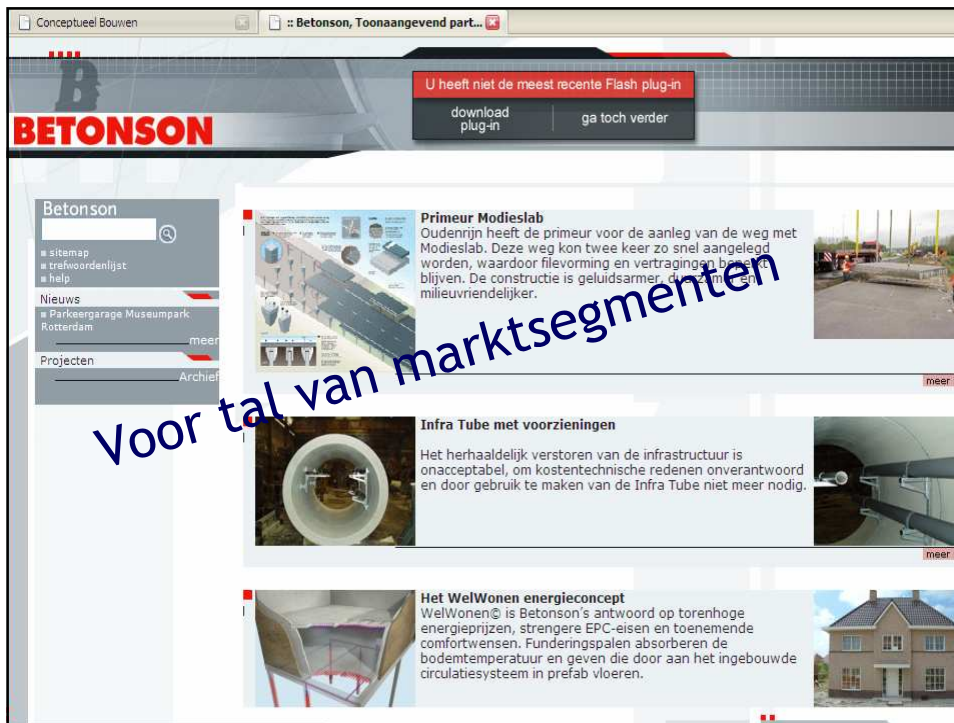 Conceptueel Bouwen
:: Betonson, Toonaangevend part...
U heeft niet de meest recente Flash plug-in
download
plug-in
ga toch verder
BETONSON
Betonson
sitemap
trefwoordenlijst
help
Nieuws
Parkeergarage Museumpark
Rotterdam
meer
Projecten
Archief
Primeur Modieslab
Oudenrijn heeft de primeur voor de aanleg van de weg met
Modieslab. Deze weg kon twee keer zo snel aangelegd
worden, waardoor filevorming en vertragingen beperkt
blijven. De constructie is geluidsarmer, duurzamer en
milieuvriendelijker.
meer
Voor tal van marktsegmenten
Infra Tube met voorzieningen
Het herhaaldelijk verstoren van de infrastructuur is
onacceptabel, om kostentechnische redenen onverantwoord
en door gebruik te maken van de Infra Tube niet meer nodig.
meer
Het WelWonen energieconcept
WelWonen© is Betonson's antwoord op torenhoge
energieprijzen, strengere EPC-eisen en toenemende
comfortwensen. Funderingspalen absorberen de
bodemtemperatuur en geven die door aan het ingebouwde
circulatiesysteem in prefab vloeren.